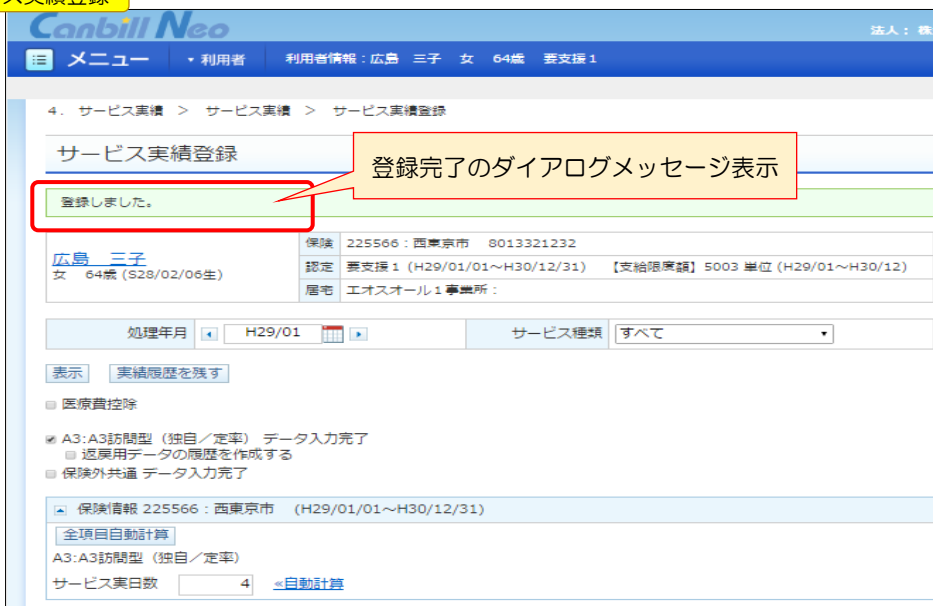 ス実績登録
Canbill Neo
法人：株
メニュー ・利用者 利用者情報：広島 三子 女 64歳 要支援1
4. サービス実績 ＞ サービス実績 ＞ サービス実績登録
サービス実績登録
登録完了のダイアログメッセージ表示
登録しました。
広島 三子
女 64歳 (S28/02/06生)
保険 225566：西東京市 8013321232
認定 要支援1 (H29/01/01～H30/12/31) 【支給限度額】5003 単位 (H29/01～H30/12)
居宅 エオスオール1事業所：
処理年月 H29/01 サービス種類 すべて
表示 実績履歴を残す
医療費控除
A3:A3訪問型（独自／定率） データ入力完了
返戻用データの履歴を作成する
保険外共通 データ入力完了
保険情報 225566：西東京市 (H29/01/01～H30/12/31)
全項目自動計算
A3:A3訪問型（独自／定率）
サービス実日数 4 «自動計算